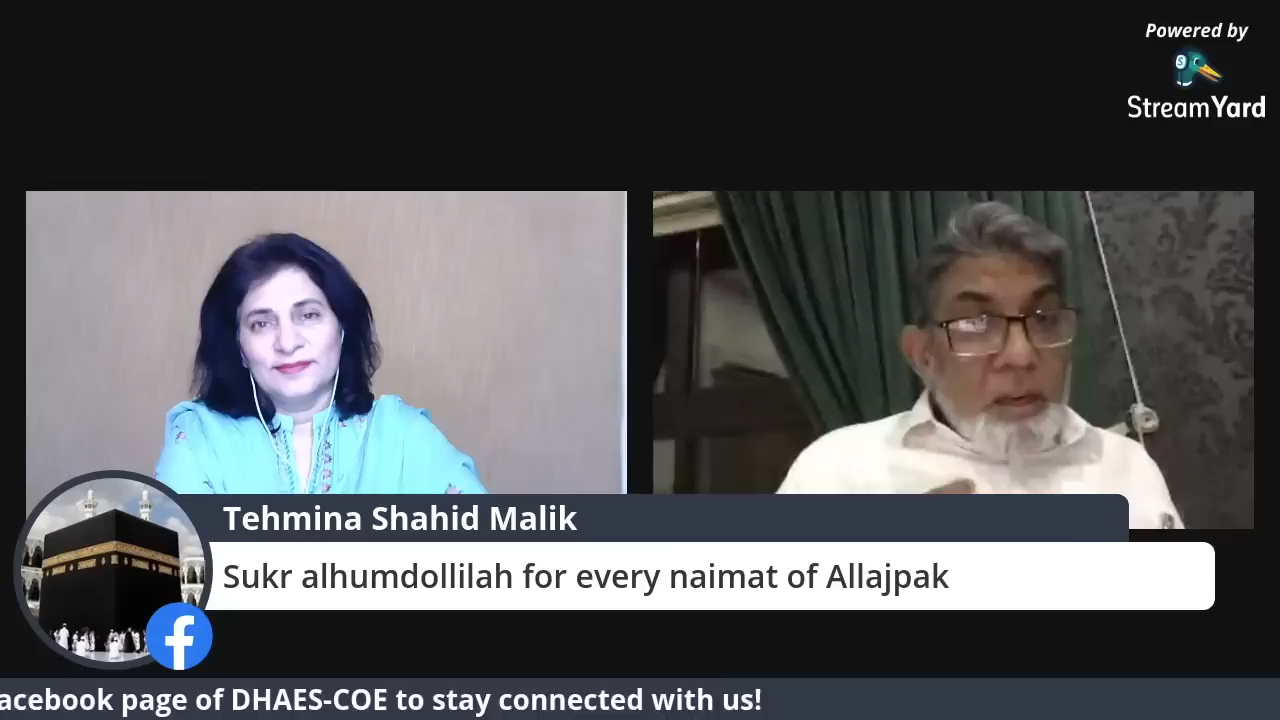 Powered by
StreamYard
Tehmina Shahid Malik
Sukr alhumdollilah for every naimat of Allajpak
acebook page of DHAES-COE to stay connected with us!